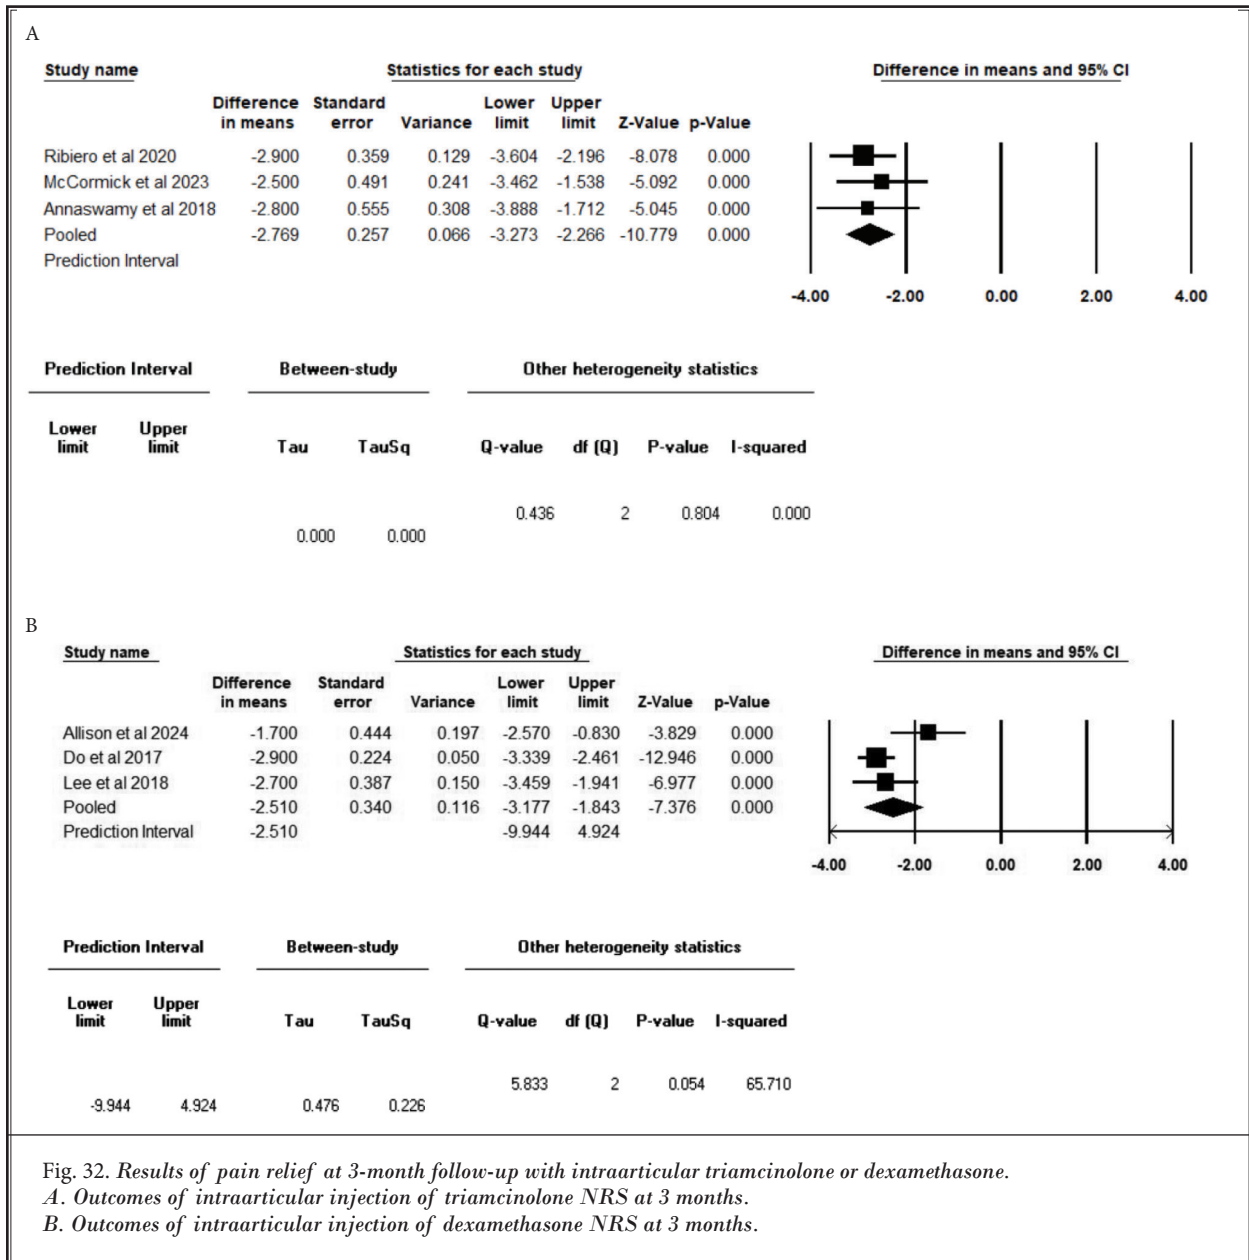 A
Study name Statistics for each study Difference in means and 95% CI
Difference Standard Lower Upper
in means error Variance limit limit Z-Value p-Value
Ribiero et al 2020 -2.900 0.359 0.129 -3.604 -2.196 -8.078 0.000
McCormick et al 2023 -2.500 0.491 0.241 -3.462 -1.538 -5.092 0.000
Annaswamy et al 2018 -2.800 0.555 0.308 -3.888 -1.712 -5.045 0.000
Pooled -2.769 0.257 0.066 -3.273 -2.266 -10.779 0.000
Prediction Interval
-4.00 -2.00 0.00 2.00 4.00
Prediction Interval Between-study Other heterogeneity statistics
Lower Upper
limit limit Tau TauSq Q-value df (Q) P-value I-squared
0.436 2 0.804 0.000
0.000 0.000
B
Study name Statistics for each study Difference in means and 95% CI
Difference Standard Lower Upper
in means error Variance limit limit Z-Value p-Value
Allison et al 2024 -1.700 0.444 0.197 -2.570 -0.830 -3.829 0.000
Do et al 2017 -2.900 0.224 0.050 -3.339 -2.461 -12.946 0.000
Lee et al 2018 -2.700 0.387 0.150 -3.459 -1.941 -6.977 0.000
Pooled -2.510 0.340 0.116 -3.177 -1.843 -7.376 0.000
Prediction Interval -2.510 -9.944 4.924
-4.00 -2.00 0.00 2.00 4.00
Prediction Interval Between-study Other heterogeneity statistics
Lower Upper
limit limit Tau TauSq Q-value df (Q) P-value I-squared
5.833 2 0.054 65.710
-9.944 4.924 0.476 0.226
Fig. 32. Results of pain relief at 3-month follow-up with intraarticular triamcinolone or dexamethasone.
A. Outcomes of intraarticular injection of triamcinolone NRS at 3 months.
B. Outcomes of intraarticular injection of dexamethasone NRS at 3 months.